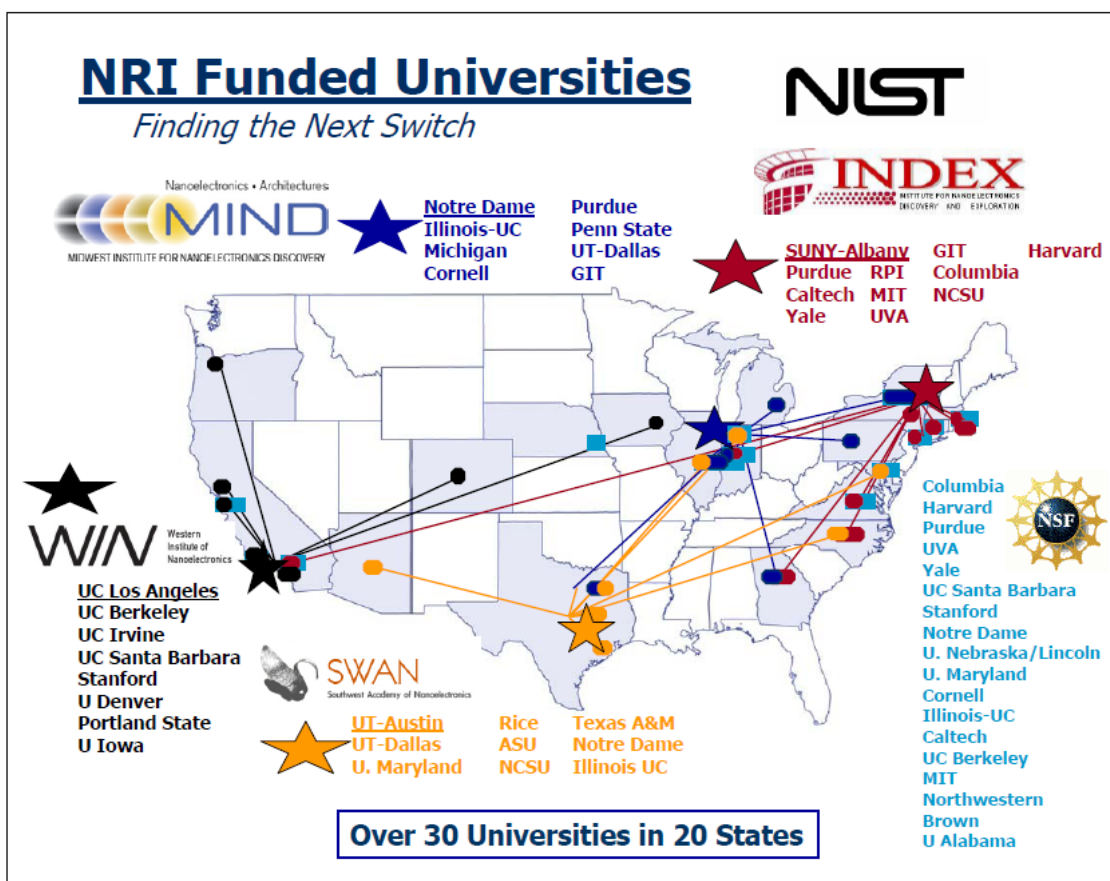 NRI Funded Universities
Finding the Next Switch
NIST
Nanoelectronics • Architectures
MIND
MIDWEST INSTITUTE FOR NANOELECTRONICS DISCOVERY
Notre Dame Purdue
Illinois-UC Penn State
Michigan UT-Dallas
Cornell GIT
INDEX
INSTITUTE FOR NANOELECTRONICS
DISCOVERY AND EXPLORATION
SUNY-Albany GIT Harvard
Purdue RPI Columbia
Caltech MIT NCSU
Yale UVA
WIN
Western
Institute of
Nanoelectronics
UC Los Angeles
UC Berkeley
UC Irvine
UC Santa Barbara
Stanford
U Denver
Portland State
U Iowa
SWAN
Southwest Academy of Nanoelectronics
UT-Austin Rice Texas A&M
UT-Dallas ASU Notre Dame
U. Maryland NCSU Illinois UC
NSF
Columbia
Harvard
Purdue
UVA
Yale
UC Santa Barbara
Stanford
Notre Dame
U. Nebraska/Lincoln
U. Maryland
Cornell
Illinois-UC
Caltech
UC Berkeley
MIT
Northwestern
Brown
U Alabama
Over 30 Universities in 20 States